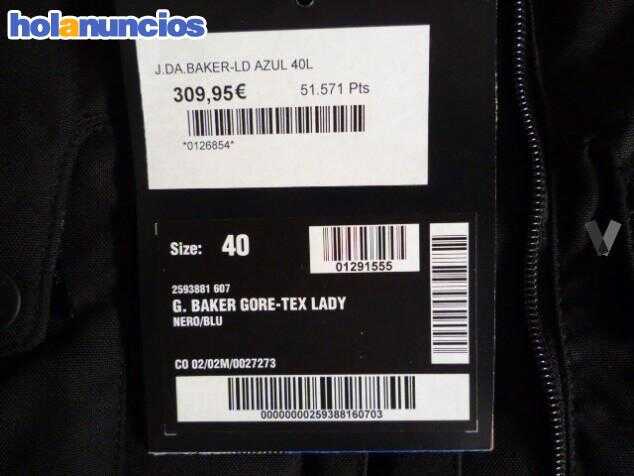 holanuncios
J.DA.BAKER-LD AZUL 40L
309,95€ 51.571 Pts
*0126854*
Size: 40
01291555
2593881 607
G. BAKER GORE-TEX LADY
NERO/BLU
CO 02/02M/0027273
00000000259388160703